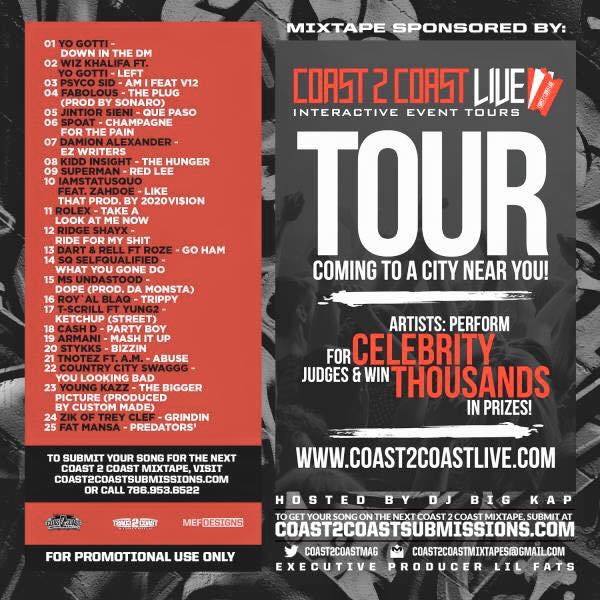 01 YO GOTTI -
DOWN IN THE DM
02 WIZ KHALIFA FT.
YO GOTTI - LEFT
03 PSYCO SID - AM I FEAT V12
04 FABOLOUS - THE PLUG
(PROD BY SONARO)
05 JINTIOR SIENI - QUE PASO
06 SPOAT - CHAMPAGNE
FOR THE PAIN
07 DAMION ALEXANDER -
EZ WRITERS
08 KIDD INSIGHT - THE HUNGER
09 SUPERMAN - RED LEE
10 IAMSTATUSQUO
FEAT. ZAHDOE - LIKE
THAT PROD. BY 2020VI$ION
11 ROLEX - TAKE A
LOOK AT ME NOW
12 RIDGE SHAYX -
RIDE FOR MY SHIT
13 DART & RELL FT ROZE - GO HAM
14 SQ SELFQUALIFIED -
WHAT YOU GONE DO
15 MS UNDASTOOD -
DOPE (PROD. DA MONSTA)
16 ROY`AL BLAQ - TRIPPY
17 T-SCRILL FT YUNG2 -
KETCHUP (STREET)
18 CASH D - PARTY BOY
19 ARMANI - MASH IT UP
20 STYKKS - BIZZIN
21 TNOTEZ FT. A.M. - ABUSE
22 COUNTRY CITY SWAGGG -
YOU LOOKING BAD
23 YOUNG KAZZ - THE BIGGER
PICTURE (PRODUCED
BY CUSTOM MADE)
24 ZIK OF TREY CLEF - GRINDIN
25 FAT MANSA - PREDATORS'
TO SUBMIT YOUR SONG FOR THE NEXT
COAST 2 COAST MIXTAPE, VISIT
COAST2COASTSUBMISSIONS.COM
OR CALL 786.953.6522
MEFDESIGNS
FOR PROMOTIONAL USE ONLY
MIXTAPE SPONSORED BY:
COAST 2 COAST LIVE
INTERACTIVE EVENT TOURS
TOUR
COMING TO A CITY NEAR YOU!
ARTISTS: PERFORM
FOR CELEBRITY
JUDGES & WIN THOUSANDS
IN PRIZES!
WWW.COAST2COASTLIVE.COM
HOSTED BY DJ BIG KAP
TO GET YOUR SONG ON THE NEXT COAST 2 COAST MIXTAPE, SUBMIT AT
COAST2COASTSUBMISSIONS.COM
COAST2COASTMAG COAST2COASTMIXTAPES@GMAIL.COM
EXECUTIVE PRODUCER LIL FATS